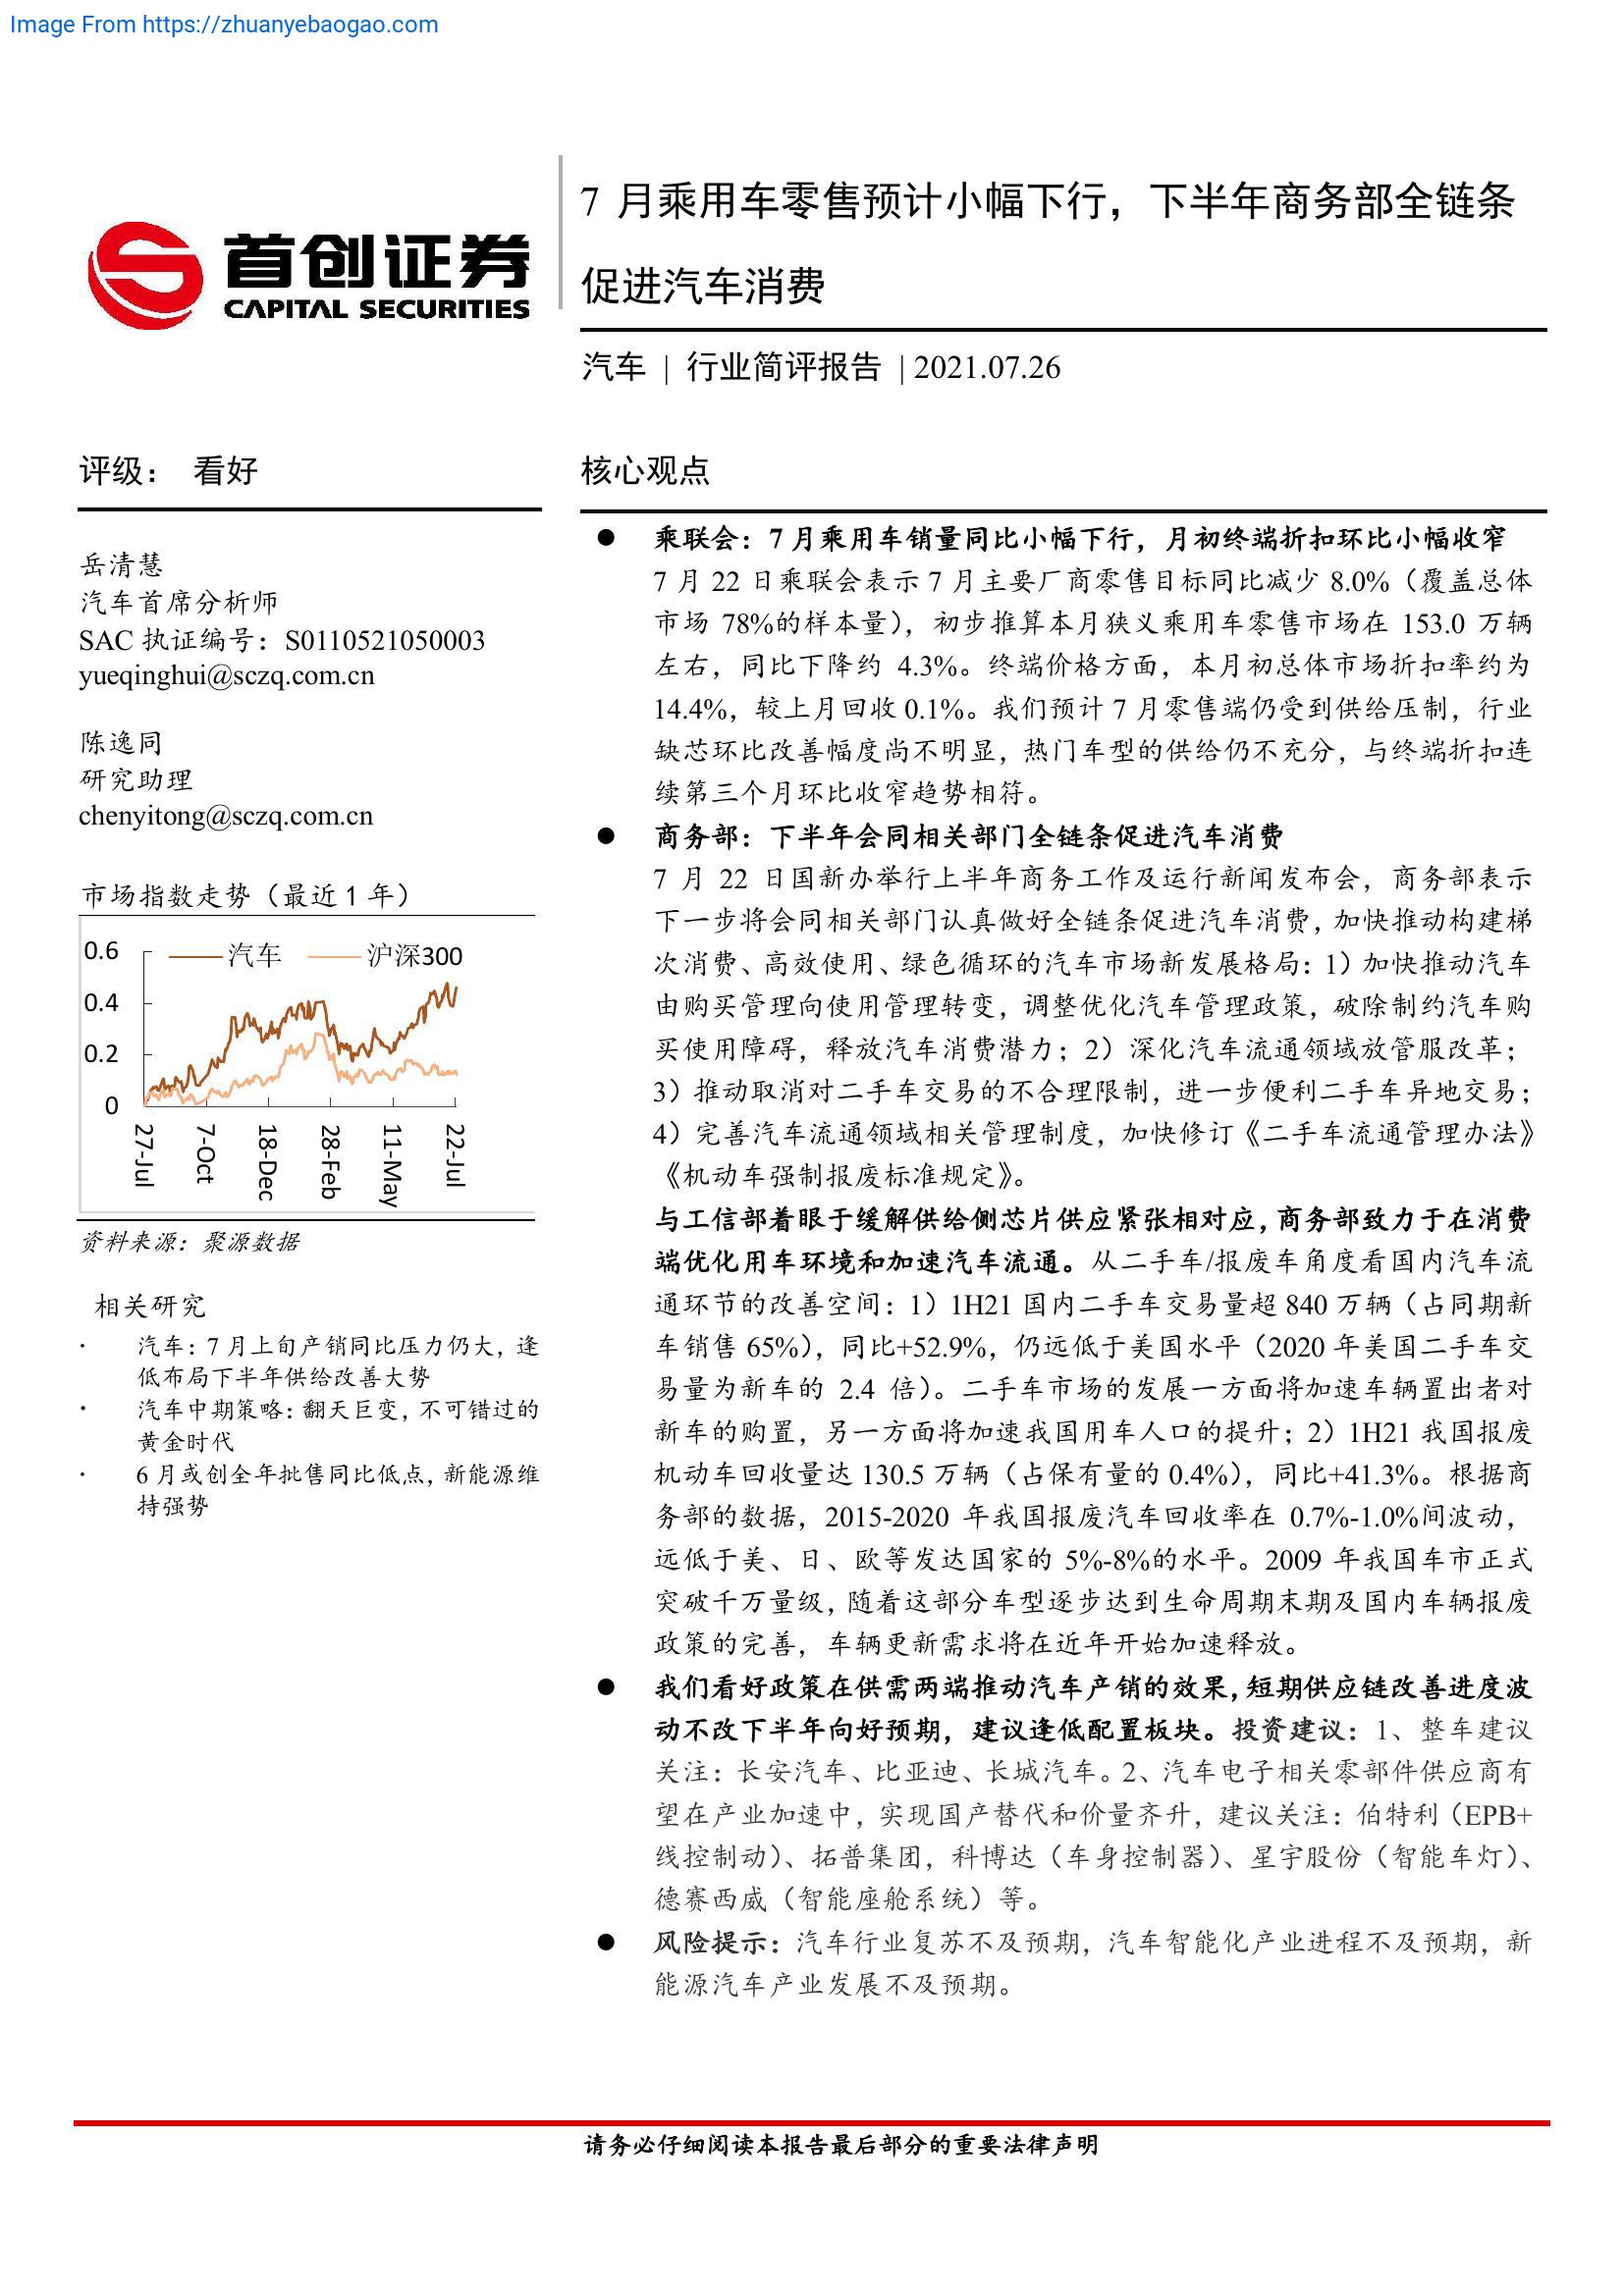 Image From https://zhuanyebaogao.com
首创证券
CAPITAL SECURITIES
7 月乘用车零售预计小幅下行，下半年商务部全链条
促进汽车消费
汽车 | 行业简评报告 | 2021.07.26
评级： 看好
岳清慧
汽车首席分析师
SAC 执证编号：S0110521050003
yueqinghui@sczq.com.cn
陈逸同
研究助理
chenyitong@sczq.com.cn
市场指数走势（最近 1 年）
汽车 沪深300
0.6
0.4
0.2
0
27-Jul
7-Oct
18-Dec
28-Feb
11-May
22-Jul
资料来源：聚源数据
相关研究
· 汽车：7 月上旬产销同比压力仍大，逢
低布局下半年供给改善大势
· 汽车中期策略：翻天巨变，不可错过的
黄金时代
· 6 月或创全年批售同比低点，新能源维
持强势
核心观点
● 乘联会：7 月乘用车销量同比小幅下行，月初终端折扣环比小幅收窄
7 月 22 日乘联会表示 7 月主要厂商零售目标同比减少 8.0%（覆盖总体
市场 78%的样本量），初步推算本月狭义乘用车零售市场在 153.0 万辆
左右，同比下降约 4.3%。终端价格方面，本月初总体市场折扣率约为
14.4%，较上月回收 0.1%。我们预计 7 月零售端仍受到供给压制，行业
缺芯环比改善幅度尚不明显，热门车型的供给仍不充分，与终端折扣连
续第三个月环比收窄趋势相符。
● 商务部：下半年会同相关部门全链条促进汽车消费
7 月 22 日国新办举行上半年商务工作及运行新闻发布会，商务部表示
下一步将会同相关部门认真做好全链条促进汽车消费，加快推动构建梯
次消费、高效使用、绿色循环的汽车市场新发展格局：1）加快推动汽车
由购买管理向使用管理转变，调整优化汽车管理政策，破除制约汽车购
买使用障碍，释放汽车消费潜力；2）深化汽车流通领域放管服改革；
3）推动取消对二手车交易的不合理限制，进一步便利二手车异地交易；
4）完善汽车流通领域相关管理制度，加快修订《二手车流通管理办法》
《机动车强制报废标准规定》。
与工信部着眼于缓解供给侧芯片供应紧张相对应，商务部致力于在消费
端优化用车环境和加速汽车流通。从二手车/报废车角度看国内汽车流
通环节的改善空间：1）1H21 国内二手车交易量超 840 万辆（占同期新
车销售 65%），同比+52.9%，仍远低于美国水平（2020 年美国二手车交
易量为新车的 2.4 倍）。二手车市场的发展一方面将加速车辆置出者对
新车的购置，另一方面将加速我国用车人口的提升；2）1H21 我国报废
机动车回收量达 130.5 万辆（占保有量的 0.4%），同比+41.3%。根据商
务部的数据，2015-2020 年我国报废汽车回收率在 0.7%-1.0%间波动，
远低于美、日、欧等发达国家的 5%-8%的水平。2009 年我国车市正式
突破千万量级，随着这部分车型逐步达到生命周期末期及国内车辆报废
政策的完善，车辆更新需求将在近年开始加速释放。
● 我们看好政策在供需两端推动汽车产销的效果，短期供应链改善进度波
动不改下半年向好预期，建议逢低配置板块。投资建议：1、整车建议
关注：长安汽车、比亚迪、长城汽车。2、汽车电子相关零部件供应商有
望在产业加速中，实现国产替代和价量齐升，建议关注：伯特利（EPB+
线控制动）、拓普集团，科博达（车身控制器）、星宇股份（智能车灯）、
德赛西威（智能座舱系统）等。
● 风险提示：汽车行业复苏不及预期，汽车智能化产业进程不及预期，新
能源汽车产业发展不及预期。
请务必仔细阅读本报告最后部分的重要法律声明